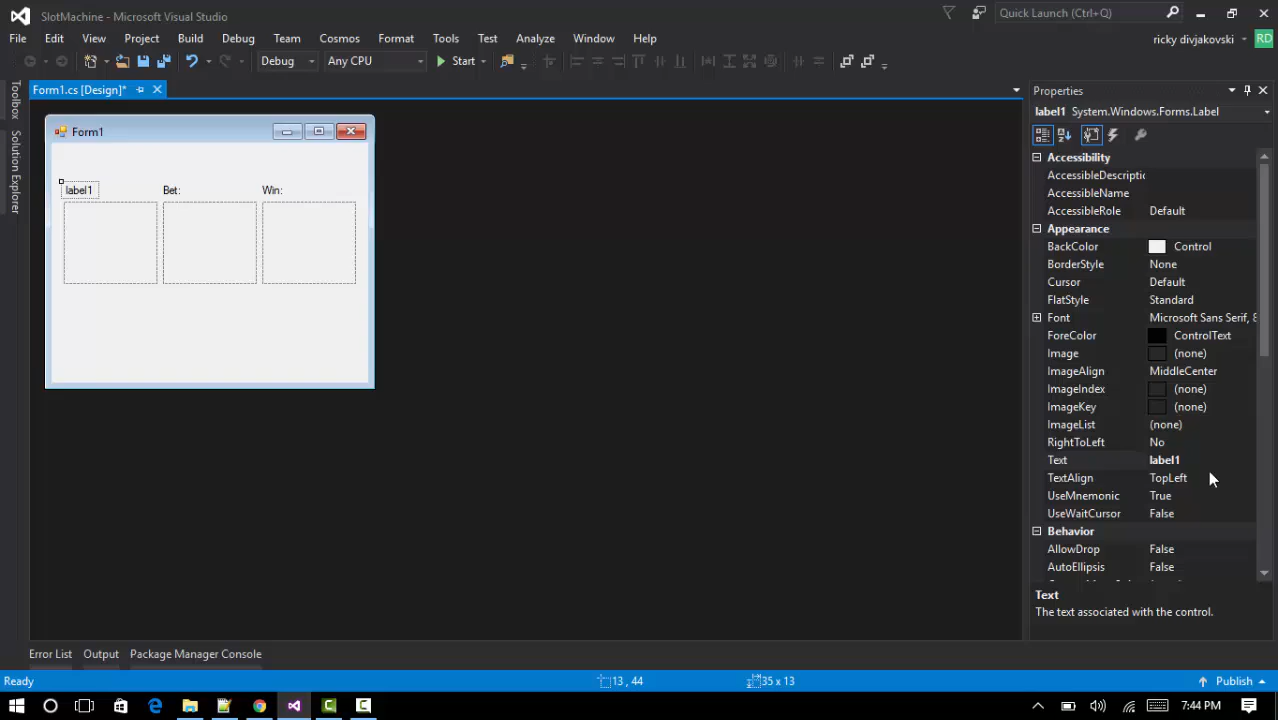 SlotMachine - Microsoft Visual Studio
Quick Launch (Ctrl+Q)
File Edit View Project Build Debug Team Cosmos Format Tools Test Analyze Window Help
ricky divjakovski RD
Debug Any CPU Start
Toolbox
Solution Explorer
Form1.cs [Design]*
Form1
label1 Bet: Win:
Properties
label1 System.Windows.Forms.Label
Accessibility
AccessibleDescriptic
AccessibleName
AccessibleRole Default
Appearance
BackColor Control
BorderStyle None
Cursor Default
FlatStyle Standard
Font Microsoft Sans Serif, 8
ForeColor ControlText
Image (none)
ImageAlign MiddleCenter
ImageIndex (none)
ImageKey (none)
ImageList (none)
RightToLeft No
Text label1
TextAlign TopLeft
UseMnemonic True
UseWaitCursor False
Behavior
AllowDrop False
AutoEllipsis False
Text
The text associated with the control.
Error List Output Package Manager Console
Ready 13 , 44 35 x 13 Publish
7:44 PM